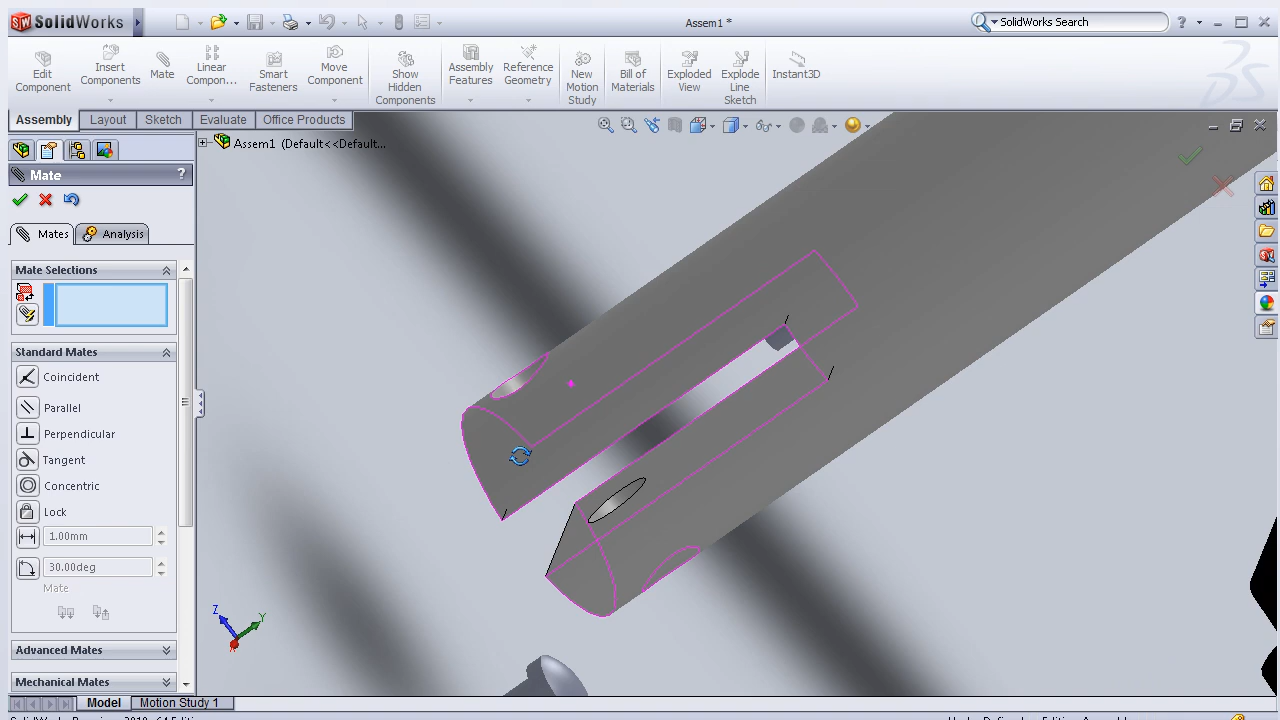 SolidWorks
Assem1 *
SolidWorks Search
?
Edit Component
Insert Components
Mate
Linear Compon...
Smart Fasteners
Move Component
Show Hidden Components
Assembly Features
Reference Geometry
New Motion Study
Bill of Materials
Exploded View
Explode Line Sketch
Instant3D
Assembly
Layout
Sketch
Evaluate
Office Products
Assem1 (Default<<Default...
Mate
?
Mates
Analysis
Mate Selections
Standard Mates
Coincident
Parallel
Perpendicular
Tangent
Concentric
Lock
1.00mm
30.00deg
Mate
Advanced Mates
Mechanical Mates
Z
Y
Model
Motion Study 1